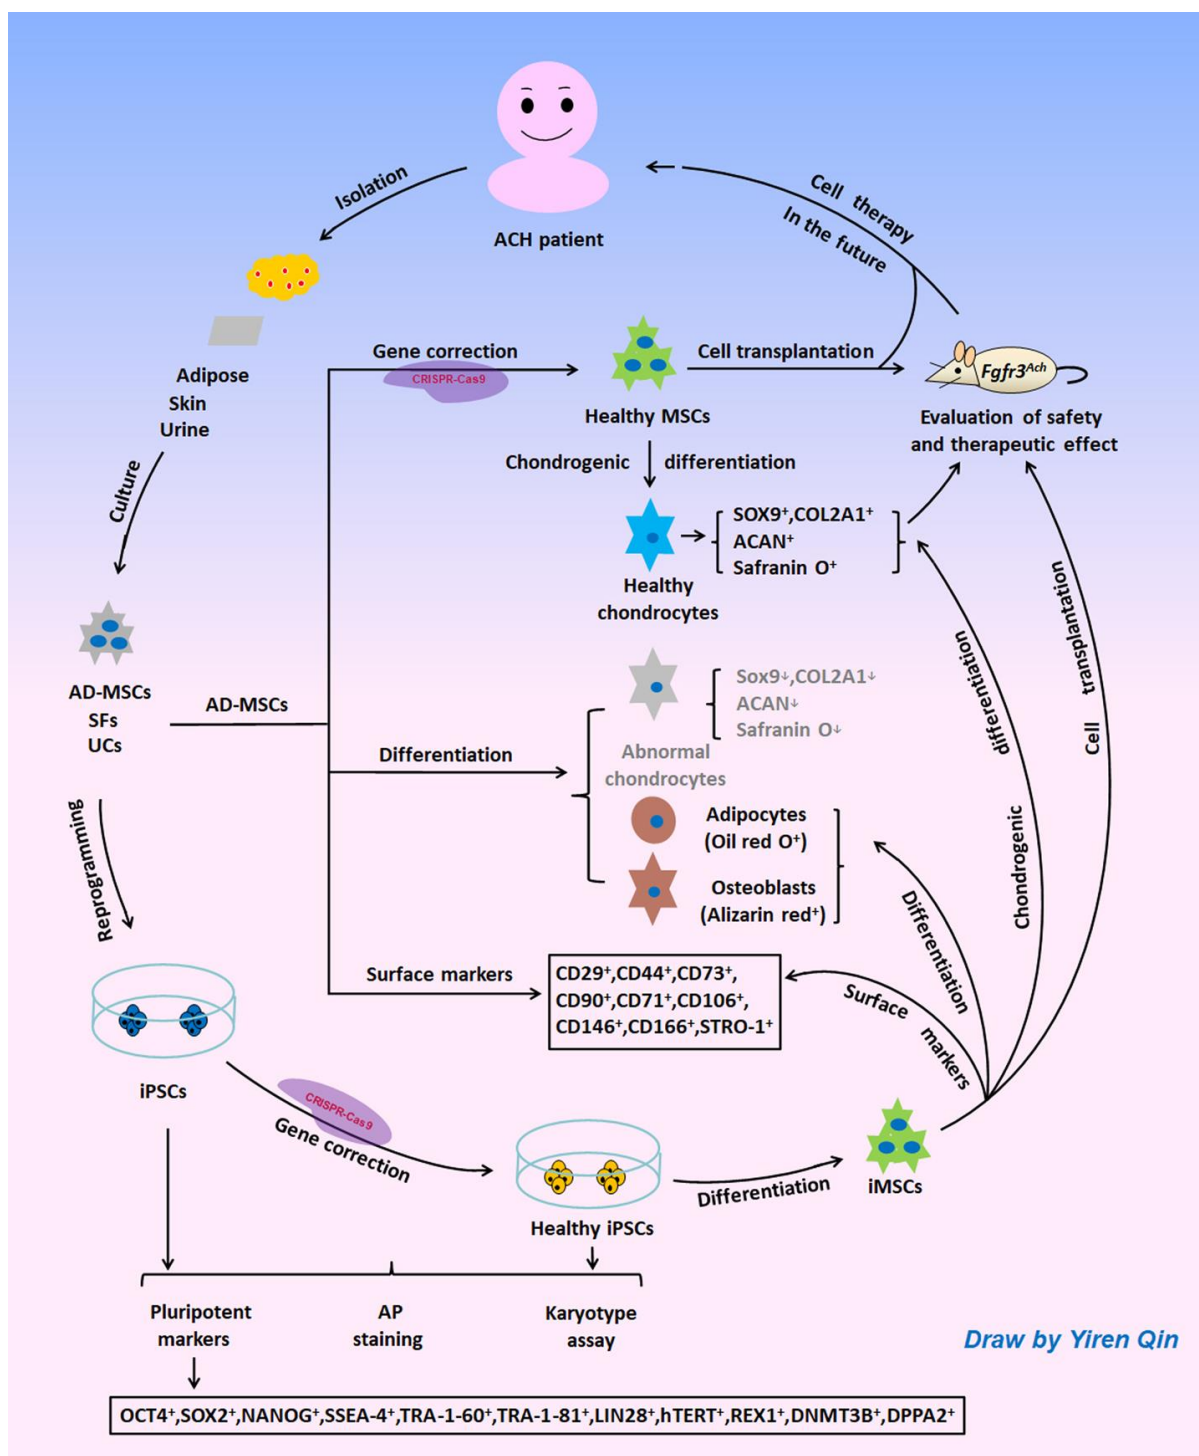 ACH patient
Isolation
Cell therapy
In the future
Adipose
Skin
Urine
Gene correction
CRISPR-Cas9
Healthy MSCs
Cell transplantation
Fgfr3ᴬᶜʰ
Evaluation of safety
and therapeutic effect
Chondrogenic differentiation
Culture
SOX9⁺,COL2A1⁺
ACAN⁺
Safranin O⁺
Healthy
chondrocytes
AD-MSCs
SFs
UCs
AD-MSCs
Sox9↓,COL2A1↓
ACAN↓
Safranin O↓
Abnormal
chondrocytes
Differentiation
Adipocytes
(Oil red O⁺)
Osteoblasts
(Alizarin red⁺)
Chondrogenic differentiation
Cell transplantation
Differentiation
Surface markers
Reprogramming
Surface markers
CD29⁺,CD44⁺,CD73⁺,
CD90⁺,CD71⁺,CD106⁺,
CD146⁺,CD166⁺,STRO-1⁺
iPSCs
CRISPR-Cas9
Gene correction
Healthy iPSCs
Differentiation
iMSCs
Pluripotent
markers
AP
staining
Karyotype
assay
Draw by Yiren Qin
OCT4⁺,SOX2⁺,NANOG⁺,SSEA-4⁺,TRA-1-60⁺,TRA-1-81⁺,LIN28⁺,hTERT⁺,REX1⁺,DNMT3B⁺,DPPA2⁺